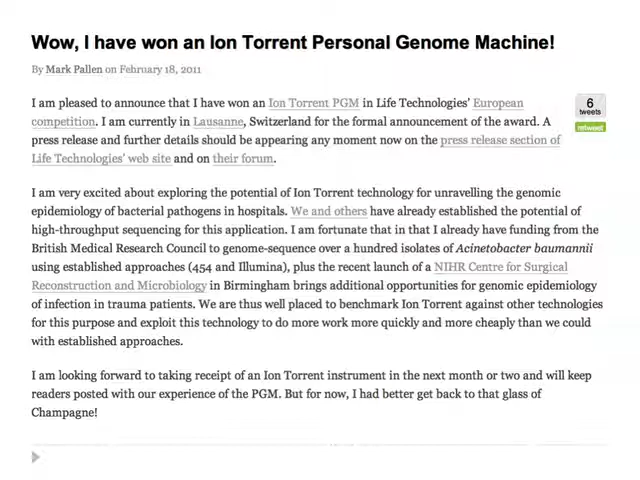 Wow, I have won an Ion Torrent Personal Genome Machine!
By Mark Pallen on February 18, 2011
I am pleased to announce that I have won an Ion Torrent PGM in Life Technologies' European
competition. I am currently in Lausanne, Switzerland for the formal announcement of the award. A
press release and further details should be appearing any moment now on the press release section of
Life Technologies' web site and on their forum.
6
tweets
retweet
I am very excited about exploring the potential of Ion Torrent technology for unravelling the genomic
epidemiology of bacterial pathogens in hospitals. We and others have already established the potential of
high-throughput sequencing for this application. I am fortunate that in that I already have funding from the
British Medical Research Council to genome-sequence over a hundred isolates of Acinetobacter baumannii
using established approaches (454 and Illumina), plus the recent launch of a NIHR Centre for Surgical
Reconstruction and Microbiology in Birmingham brings additional opportunities for genomic epidemiology
of infection in trauma patients. We are thus well placed to benchmark Ion Torrent against other technologies
for this purpose and exploit this technology to do more work more quickly and more cheaply than we could
with established approaches.
I am looking forward to taking receipt of an Ion Torrent instrument in the next month or two and will keep
readers posted with our experience of the PGM. But for now, I had better get back to that glass of
Champagne!